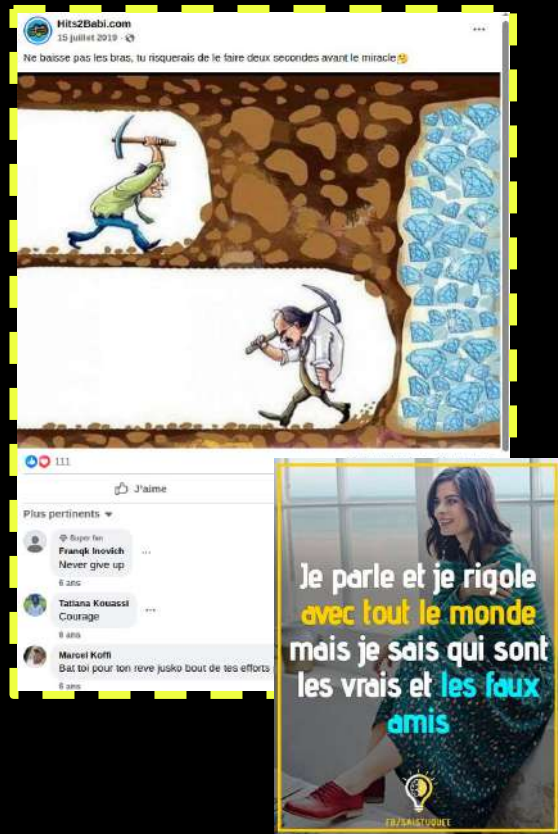 Hits2Babi.com
15 juillet 2019 ·
Ne baisse pas les bras, tu risquerais de le faire deux secondes avant le miracle
111
J'aime
Plus pertinents
Super fan
Franqk Inovich
Never give up
6 ans
Tatiana Kouassi
Courage
6 ans
Marcel Koffi
Bat toi pour ton reve jusko bout de tes efforts
6 ans
Je parle et je rigole
avec tout le monde
mais je sais qui sont
les vrais et les faux
amis
FB/SAISTUQUEE